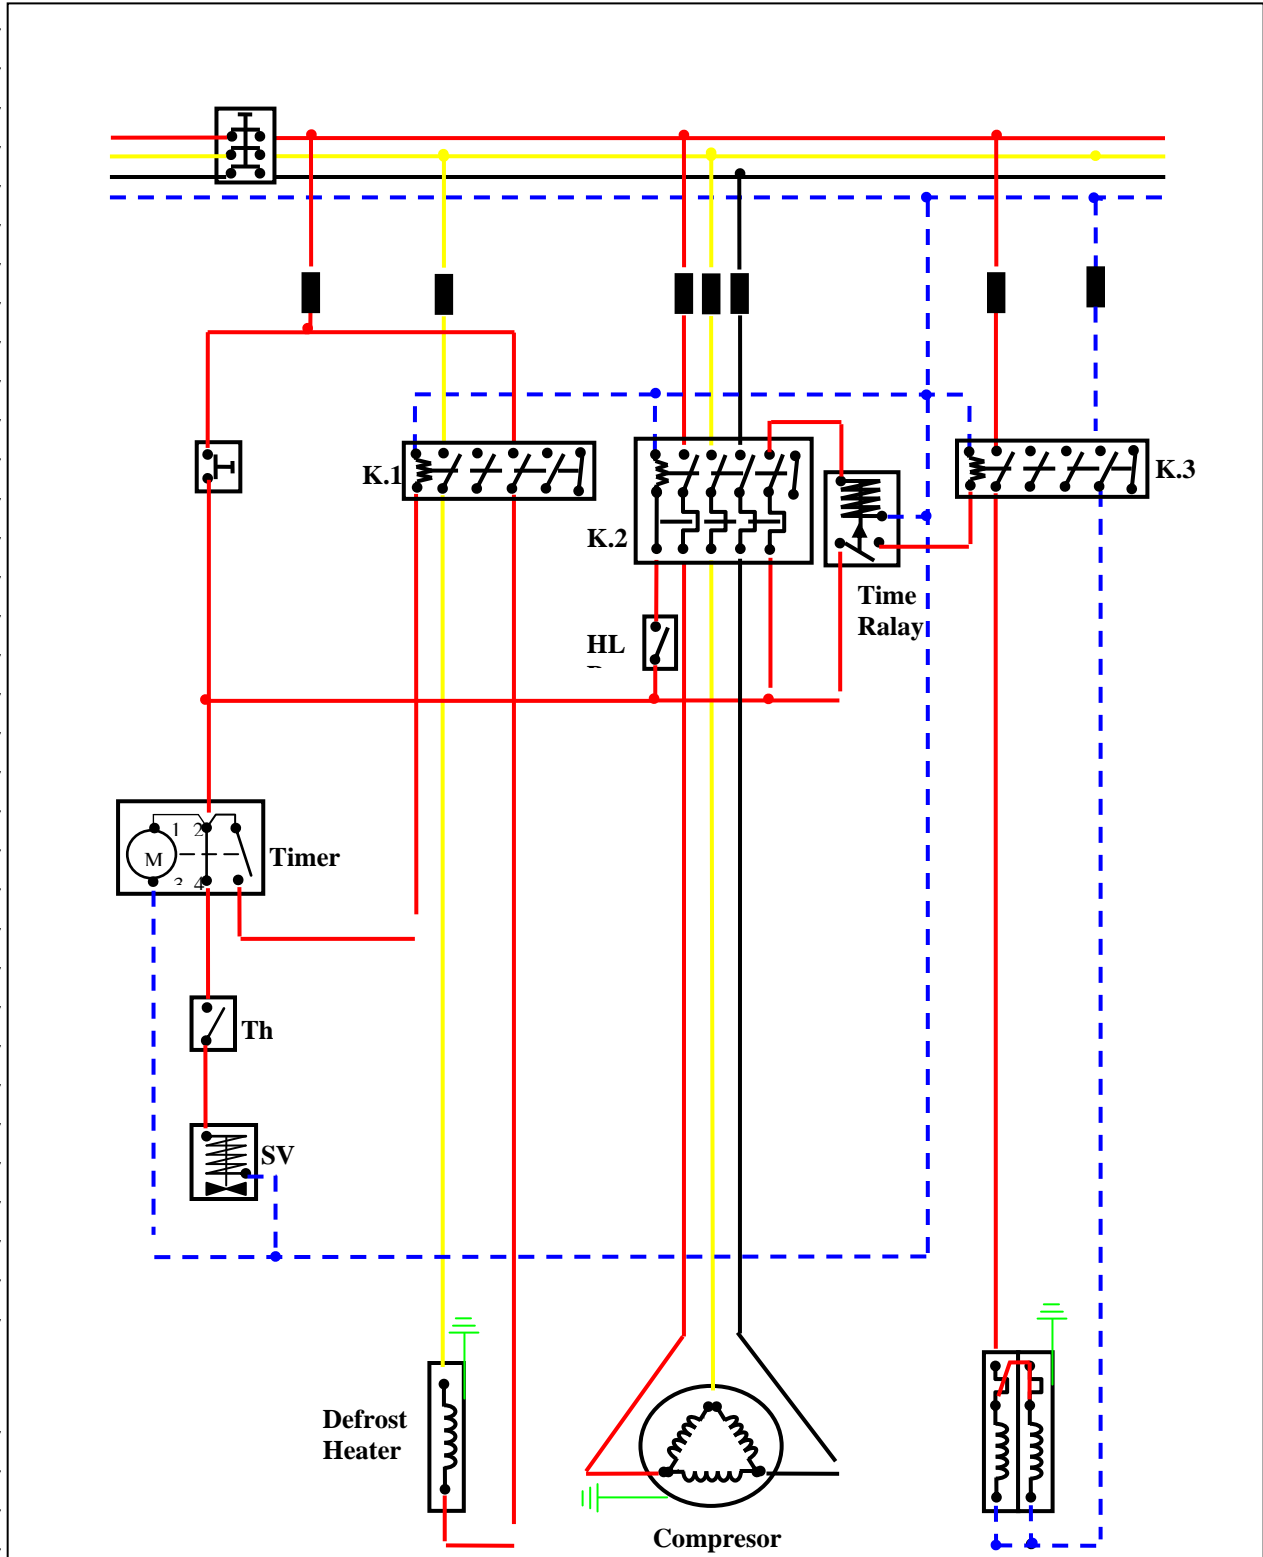 K.1
K.3
K.2
Time
Ralay
HL
1 2
M
Timer
3 4
Th
SV
Defrost
Heater
Compresor